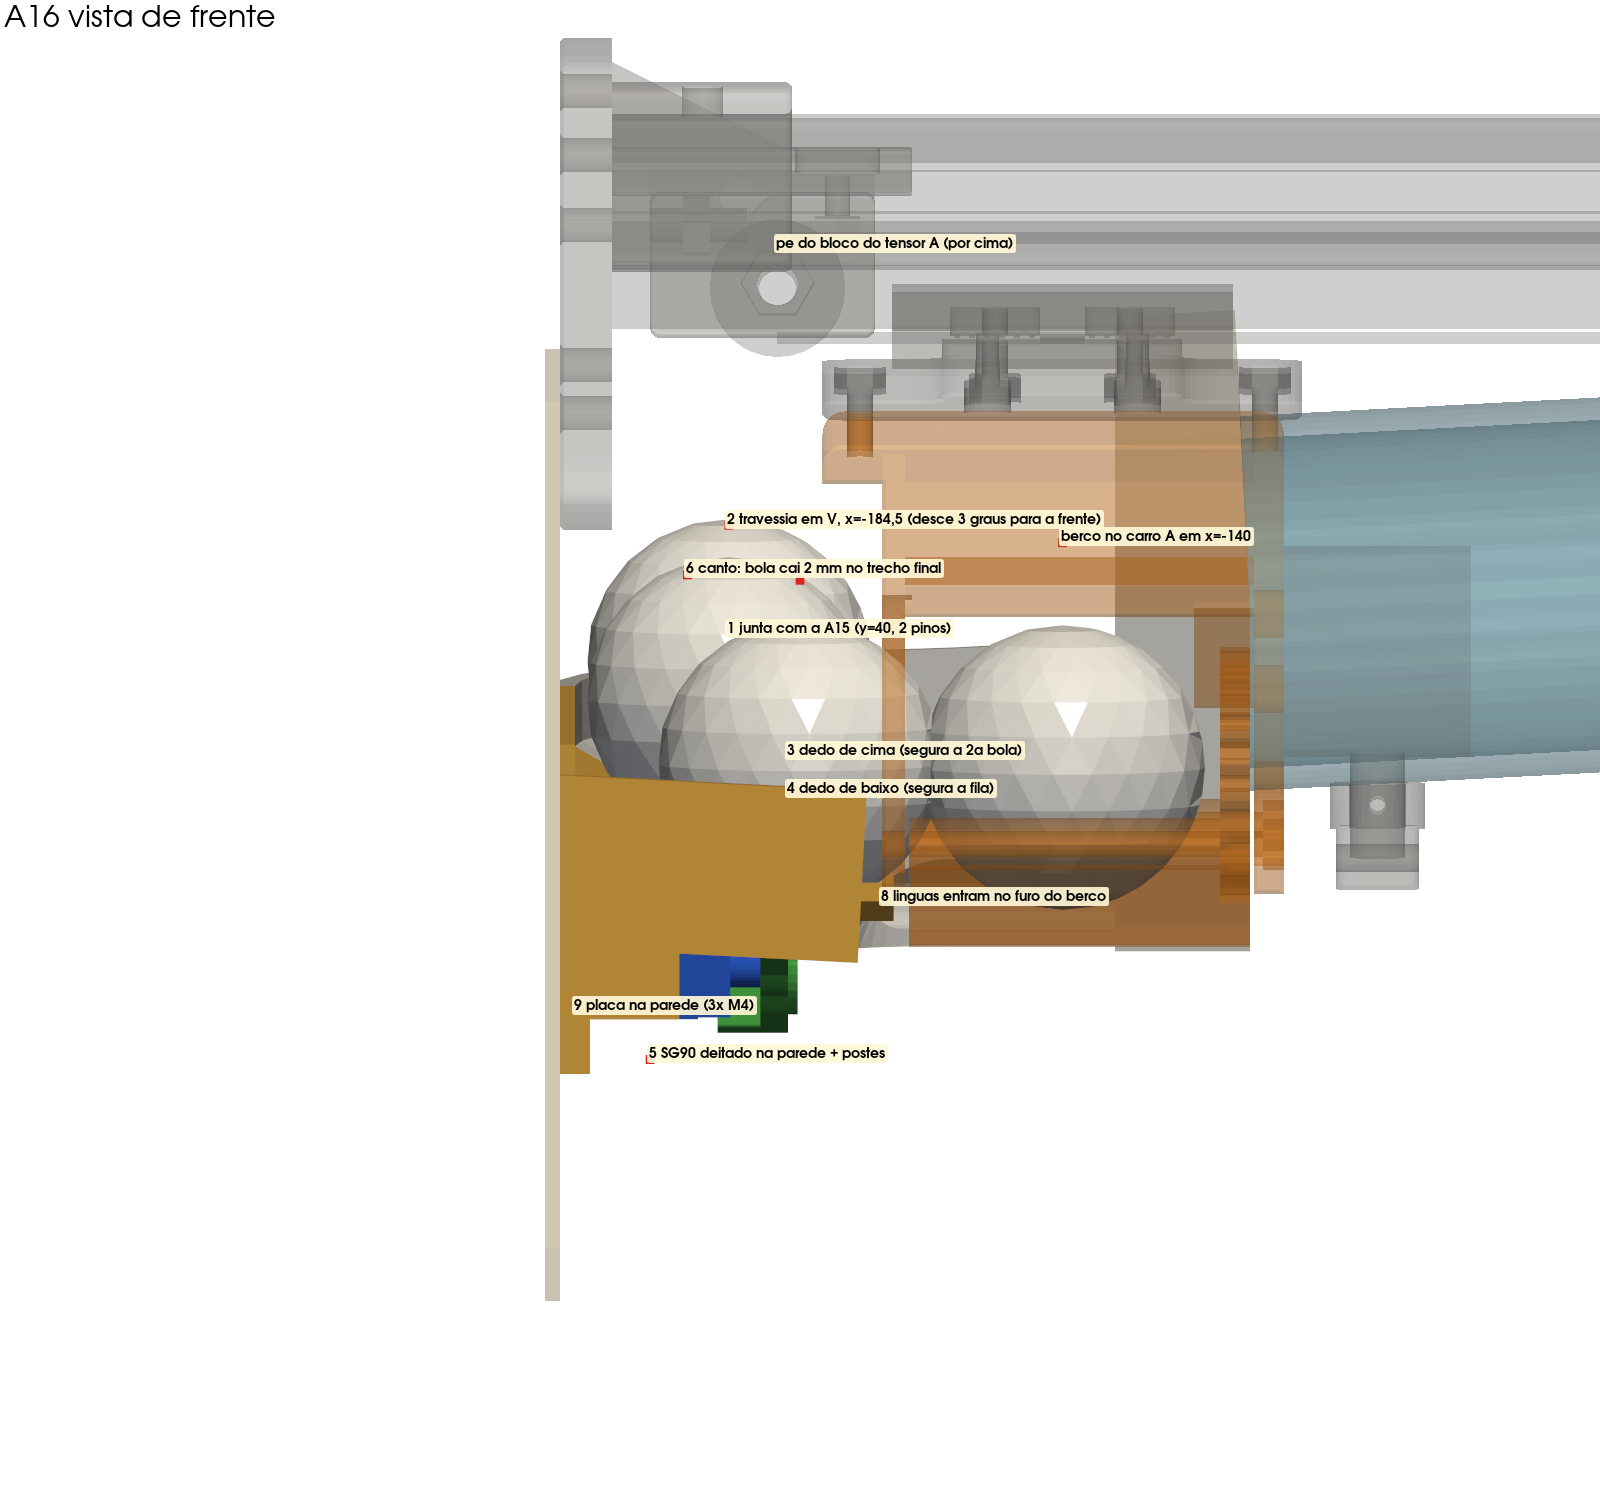 A16 vista de frente
pe do bloco do tensor A (por cima)
2 travessia em V, x=-184,5 (desce 3 graus para a frente)
berco no carro A em x=-140
6 canto: bola cai 2 mm no trecho final
1 junta com a A15 (y=40, 2 pinos)
3 dedo de cima (segura a 2a bola)
4 dedo de baixo (segura a fila)
8 linguas entram no furo do berco
9 placa na parede (3x M4)
5 SG90 deitado na parede + postes